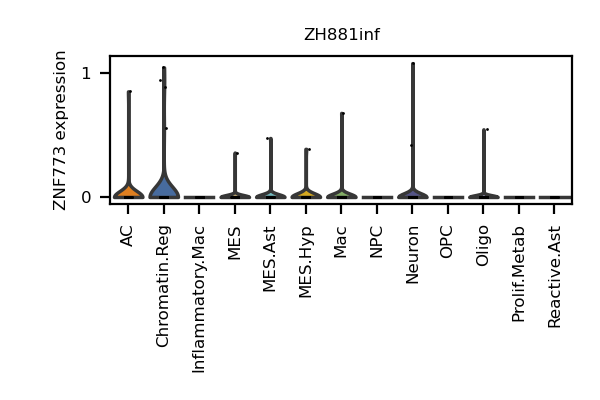 ZH881inf
ZNF773 expression
1
0
AC
Chromatin.Reg
Inflammatory.Mac
MES
MES.Ast
MES.Hyp
Mac
NPC
Neuron
OPC
Oligo
Prolif.Metab
Reactive.Ast